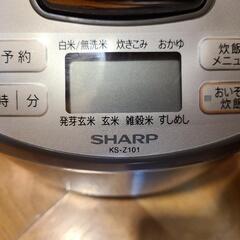 白米/無洗米 炊きこみ おかゆ
予約
炊飯
メニュー
時 分
おいそ
炊飯
発芽玄米 玄米 雑穀米 すしめし
SHARP
KS-Z101